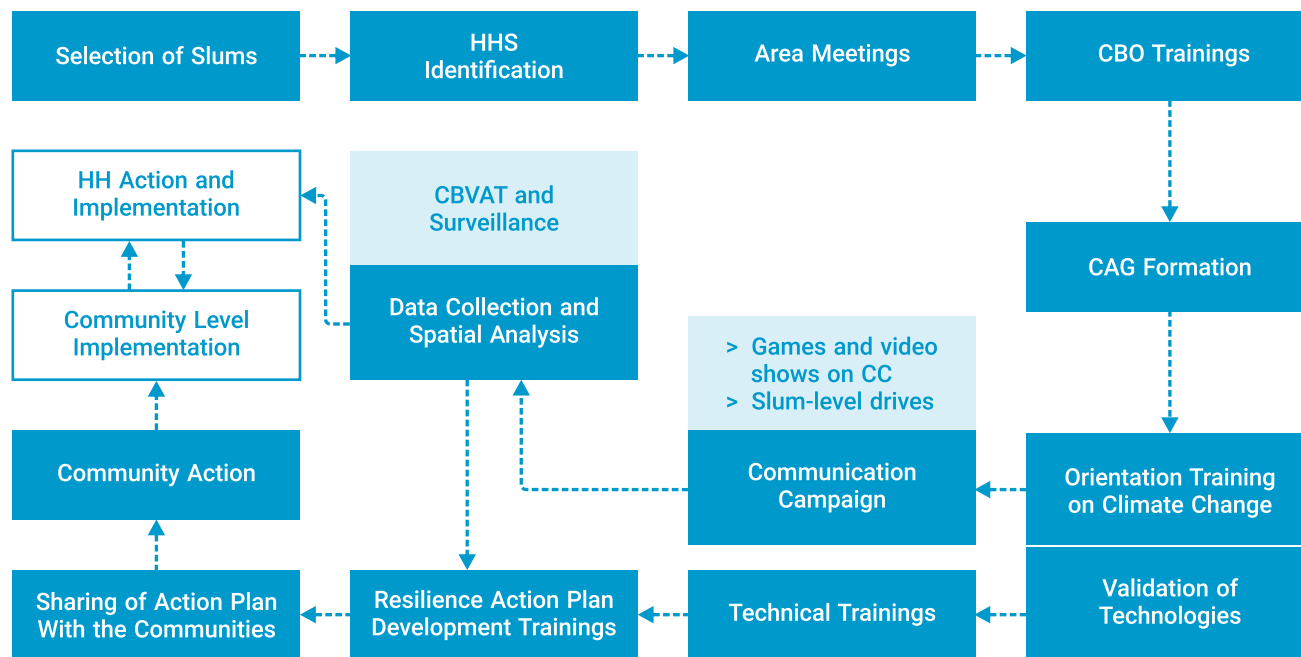 Selection of Slums
HHS
Identification
Area Meetings
CBO Trainings
HH Action and
Implementation
CBVAT and
Surveillance
CAG Formation
Community Level
Implementation
Data Collection and
Spatial Analysis
> Games and video
shows on CC
> Slum-level drives
Community Action
Communication
Campaign
Orientation Training
on Climate Change
Sharing of Action Plan
With the Communities
Resilience Action Plan
Development Trainings
Technical Trainings
Validation of
Technologies